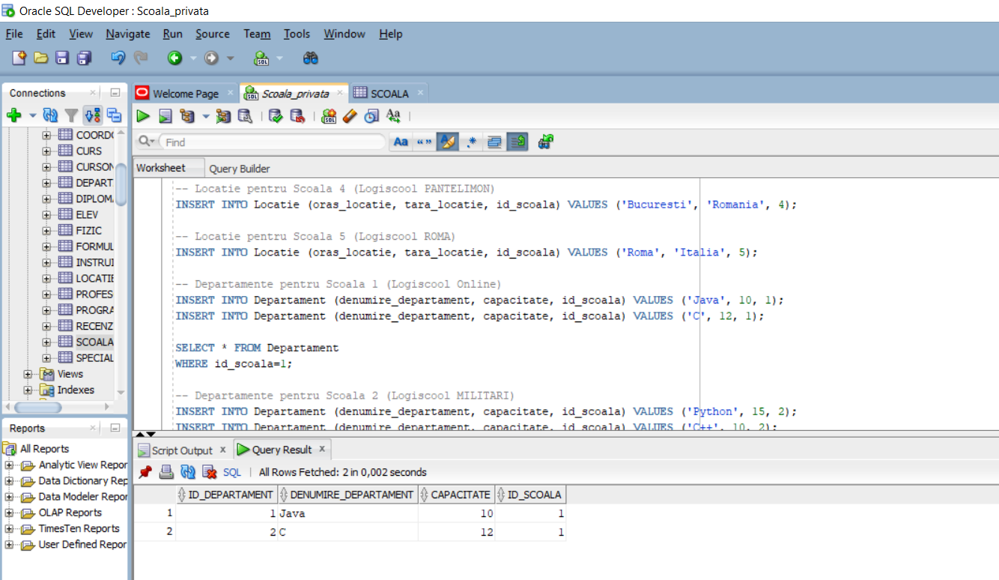 Oracle SQL Developer : Scoala_privata
File Edit View Navigate Run Source Team Tools Window Help
Connections
Welcome Page
Scoala_privata
SCOALA
Find
Aa
Worksheet
Query Builder
COORDO
CURS
CURSON
DEPART
DIPLOM
ELEV
FIZIC
FORMUL
INSTRUI
LOCATIE
PROFES
PROGRA
RECENZ
SCOALA
SPECIAL
Views
Indexes
-- Locatie pentru Scoala 4 (Logiscool PANTELIMON)
INSERT INTO Locatie (oras_locatie, tara_locatie, id_scoala) VALUES ('Bucuresti', 'Romania', 4);
-- Locatie pentru Scoala 5 (Logiscool ROMA)
INSERT INTO Locatie (oras_locatie, tara_locatie, id_scoala) VALUES ('Roma', 'Italia', 5);
-- Departamente pentru Scoala 1 (Logiscool Online)
INSERT INTO Departament (denumire_departament, capacitate, id_scoala) VALUES ('Java', 10, 1);
INSERT INTO Departament (denumire_departament, capacitate, id_scoala) VALUES ('C', 12, 1);
SELECT * FROM Departament
WHERE id_scoala=1;
-- Departamente pentru Scoala 2 (Logiscool MILITARI)
INSERT INTO Departament (denumire_departament, capacitate, id_scoala) VALUES ('Python', 15, 2);
INSERT INTO Departament (denumire_departament, capacitate, id_scoala) VALUES ('C++', 10, 2);
Reports
All Reports
Analytic View Repor
Data Dictionary Rep
Data Modeler Repor
OLAP Reports
TimesTen Reports
User Defined Repor
Script Output
Query Result
SQL | All Rows Fetched: 2 in 0,002 seconds
ID_DEPARTAMENT DENUMIRE_DEPARTAMENT CAPACITATE ID_SCOALA
1 1 Java 10 1
2 2 C 12 1